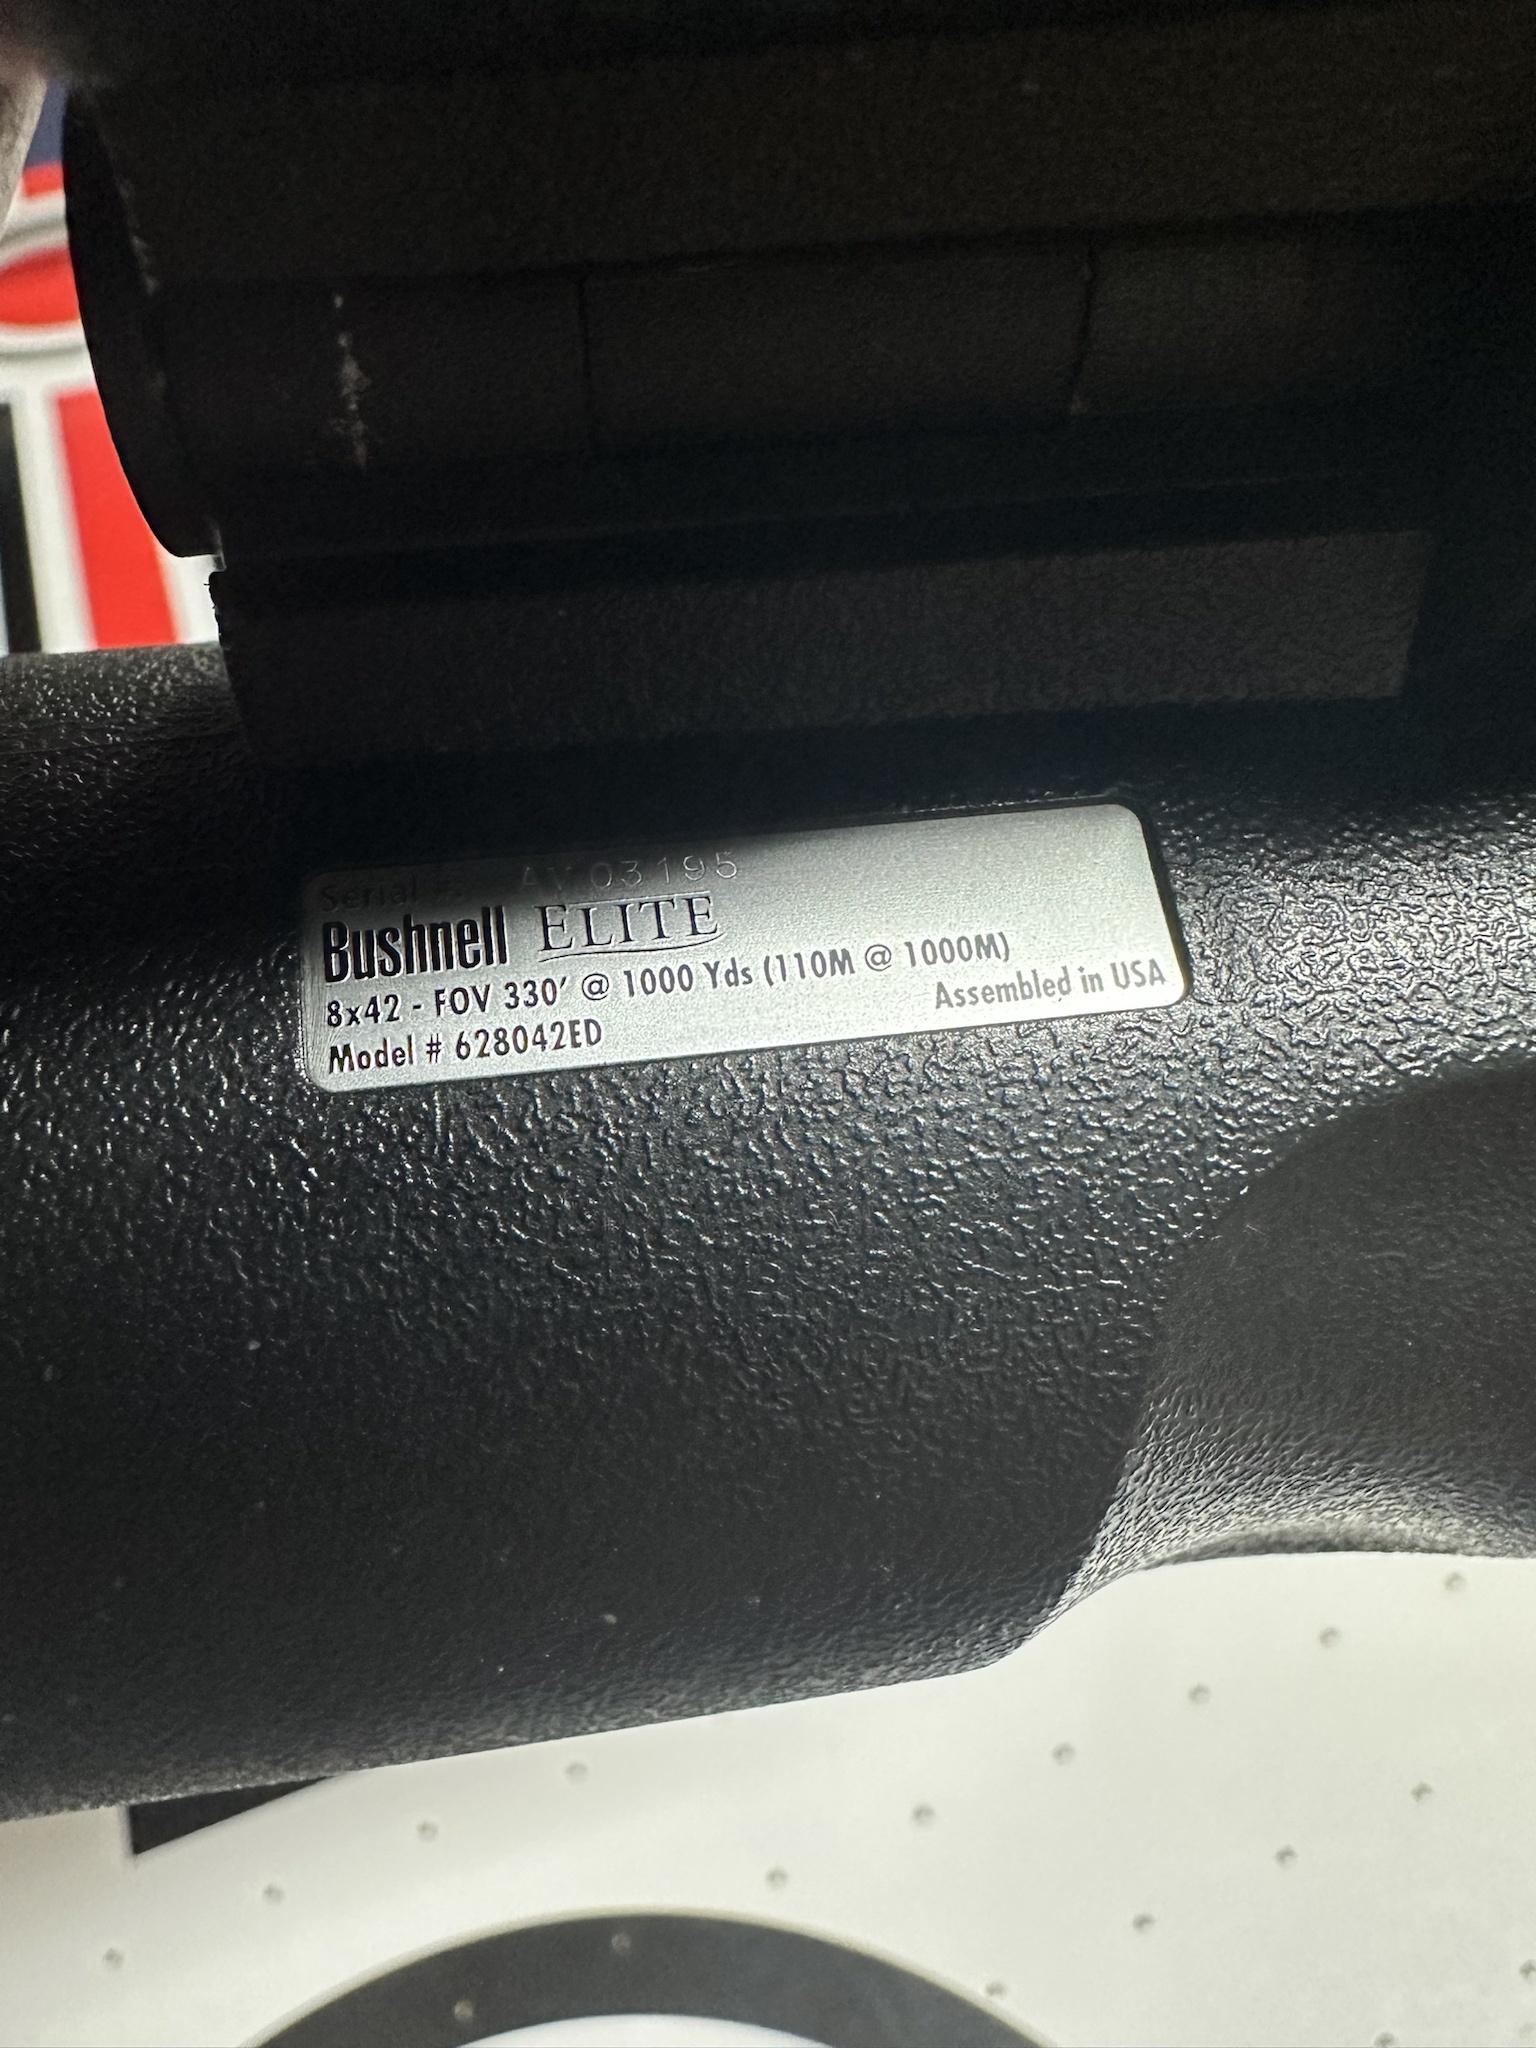 Serial # AV 03195
Bushnell ELITE
8x42 - FOV 330' @ 1000 Yds (110M @ 1000M)
Model # 628042ED
Assembled in USA